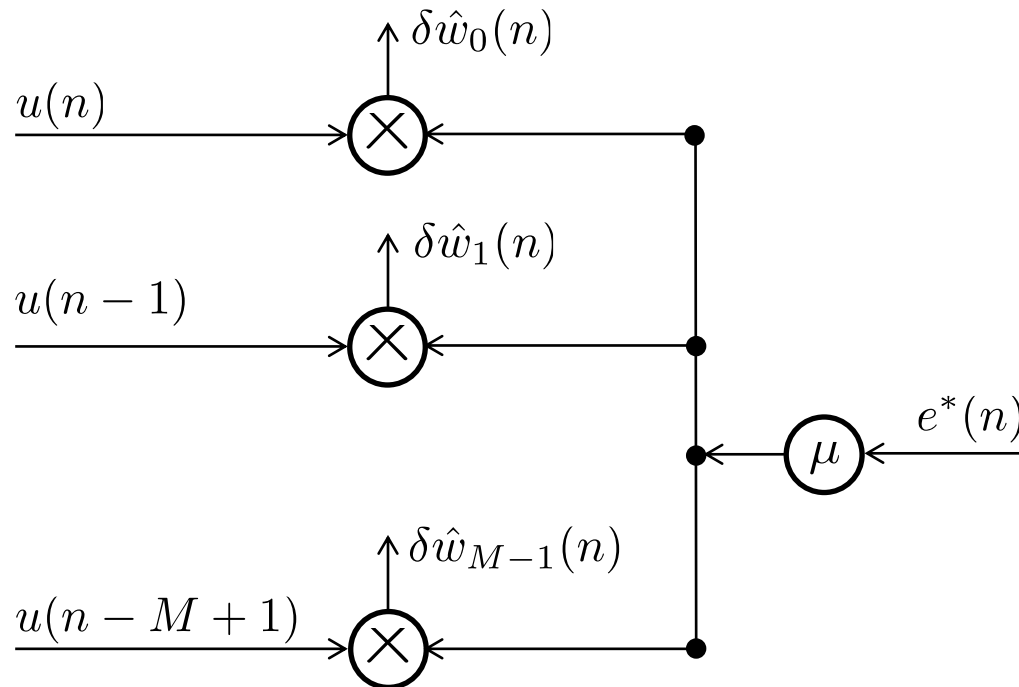 δŵ₀(n)
u(n)
×
δŵ₁(n)
u(n − 1)
×
e*(n)
μ
δŵ_{M−1}(n)
u(n − M + 1)
×